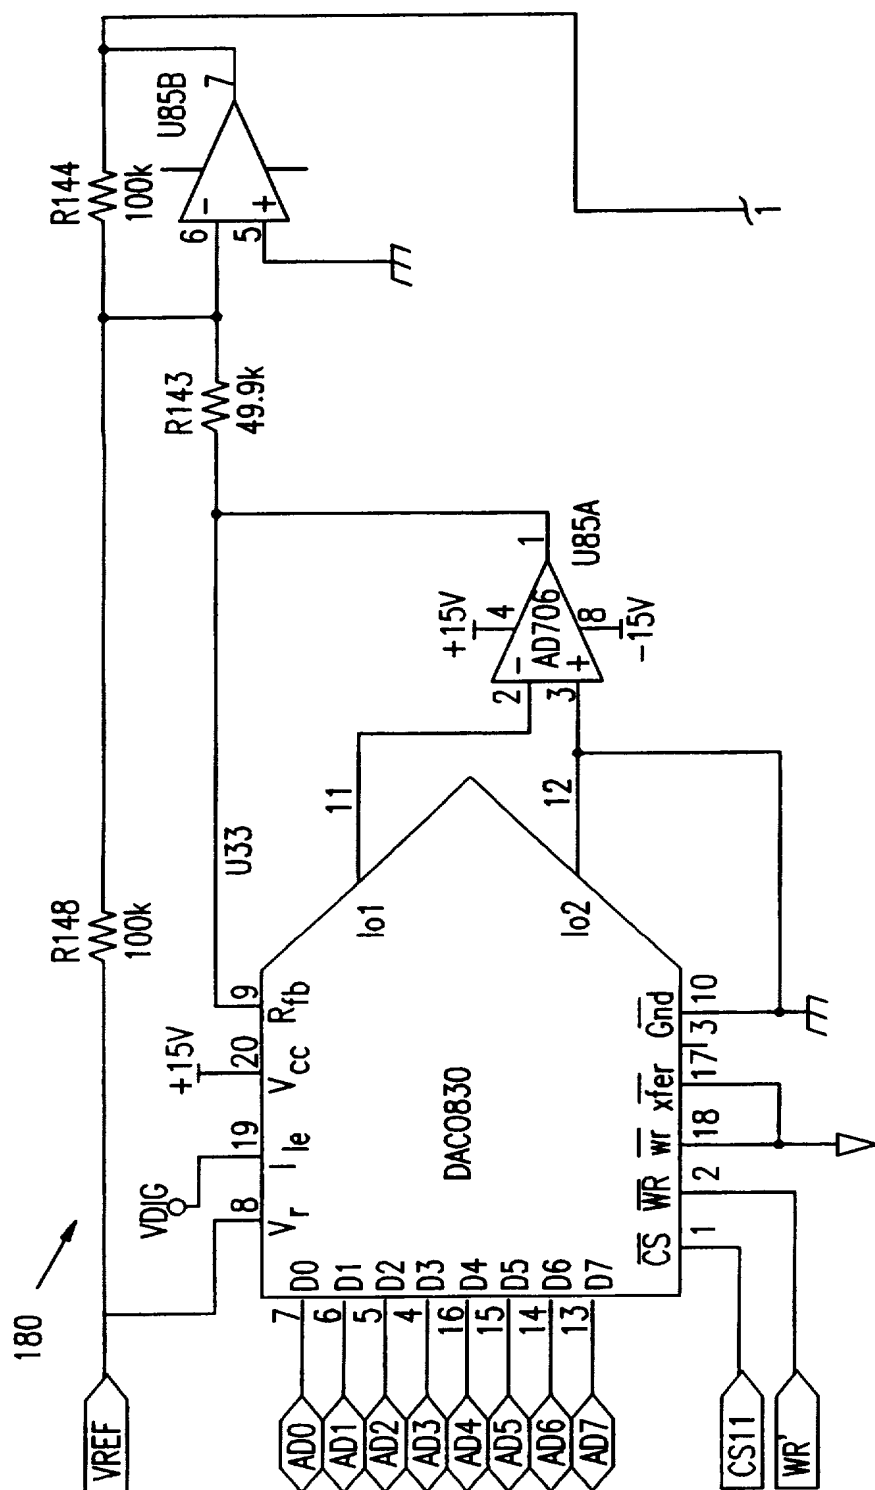 180
VREF
R148
100k
R144
100k
U85B
7
6
-
5
+
R143
49.9k
1
U33
VDIG
+15V
8
19
20
9
Vr
Ile
Vcc
Rfb
7
D0
AD0
6
D1
AD1
5
D2
AD2
4
D3
AD3
16
D4
AD4
15
D5
AD5
14
D6
AD6
13
D7
AD7
DAC0830
Io1
11
Io2
12
+15V
4
2
-
AD706
3
+
8
-15V
1
U85A
CS
WR
wr
xfer
Gnd
1
2
18
17
3
10
CS11
WR'